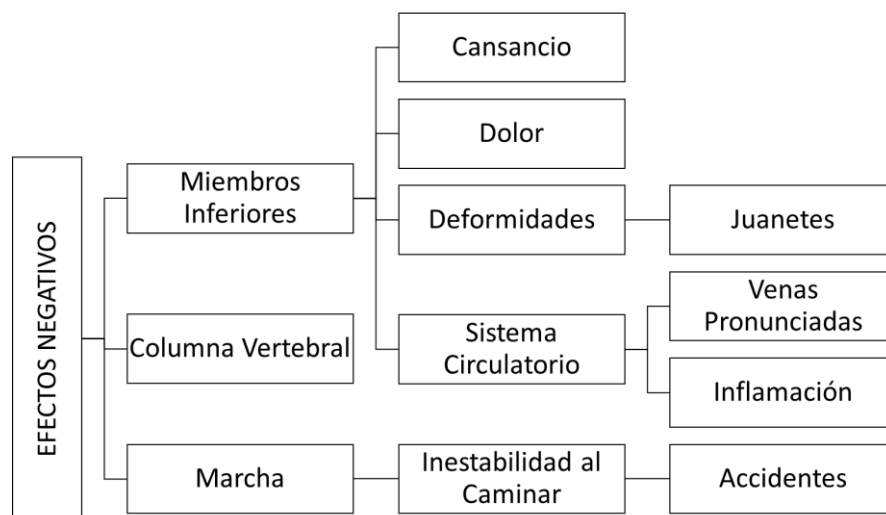 EFECTOS NEGATIVOS
Miembros
Inferiores
Cansancio
Dolor
Deformidades
Juanetes
Sistema
Circulatorio
Venas
Pronunciadas
Inflamación
Columna Vertebral
Marcha
Inestabilidad al
Caminar
Accidentes